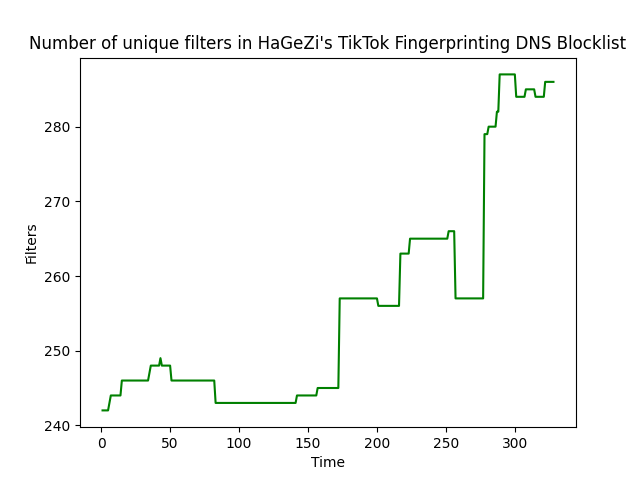 Number of unique filters in HaGeZi's TikTok Fingerprinting DNS Blocklist
280
270
260
250
240
Filters
0 50 100 150 200 250 300
Time